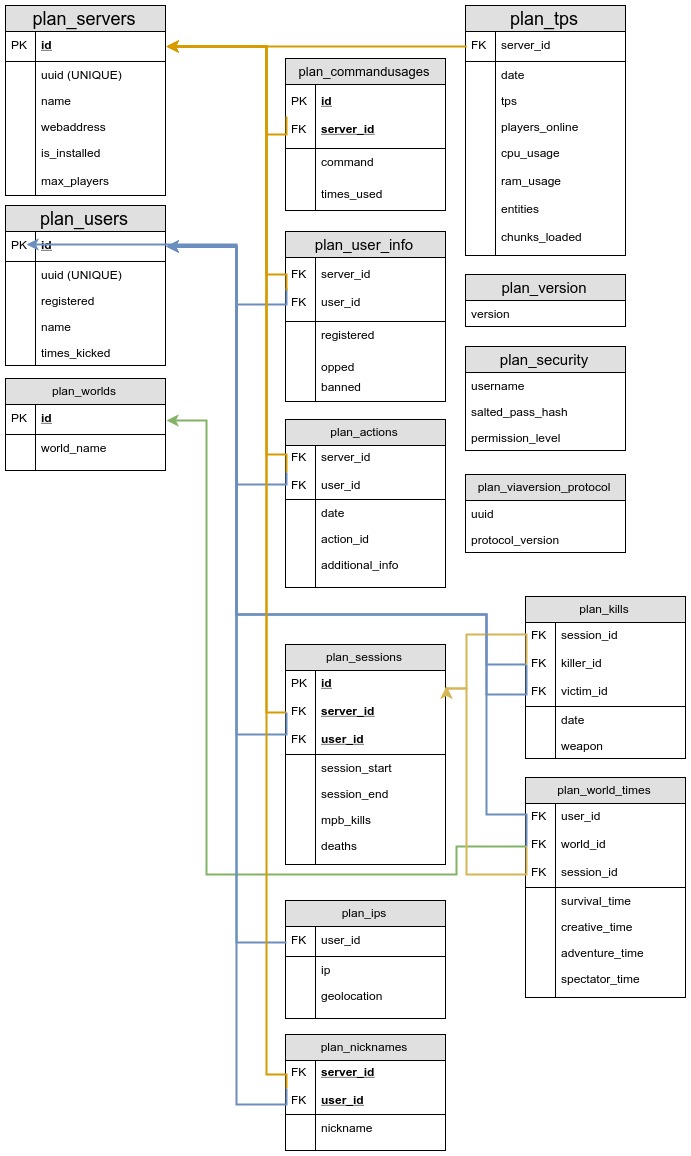 plan_servers
PK id
uuid (UNIQUE)
name
webaddress
is_installed
max_players
plan_users
PK id
uuid (UNIQUE)
registered
name
times_kicked
plan_worlds
PK id
world_name
plan_commandusages
PK id
FK server_id
command
times_used
plan_user_info
FK server_id
FK user_id
registered
opped
banned
plan_actions
FK server_id
FK user_id
date
action_id
additional_info
plan_sessions
PK id
FK server_id
FK user_id
session_start
session_end
mpb_kills
deaths
plan_ips
FK user_id
ip
geolocation
plan_nicknames
FK server_id
FK user_id
nickname
plan_tps
FK server_id
date
tps
players_online
cpu_usage
ram_usage
entities
chunks_loaded
plan_version
version
plan_security
username
salted_pass_hash
permission_level
plan_viaversion_protocol
uuid
protocol_version
plan_kills
FK session_id
FK killer_id
FK victim_id
date
weapon
plan_world_times
FK user_id
FK world_id
FK session_id
survival_time
creative_time
adventure_time
spectator_time